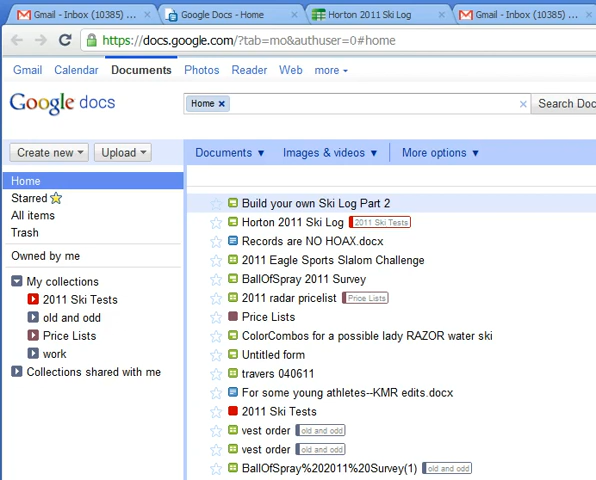 Gmail - Inbox (10385) ... Google Docs - Home Horton 2011 Ski Log Gmail - Inbox (10385) ...
https://docs.google.com/?tab=mo&authuser=0#home
Gmail Calendar Documents Photos Reader Web more
Google docs
Home × Search Doc
Create new Upload
Documents Images & videos More options
Home
Starred
All items
Trash
Owned by me
My collections
2011 Ski Tests
old and odd
Price Lists
work
Collections shared with me
Build your own Ski Log Part 2
Horton 2011 Ski Log 2011 Ski Tests
Records are NO HOAX.docx
2011 Eagle Sports Slalom Challenge
BallOfSpray 2011 Survey
2011 radar pricelist Price Lists
Price Lists
ColorCombos for a possible lady RAZOR water ski
Untitled form
travers 040611
For some young athletes--KMR edits.docx
2011 Ski Tests
vest order old and odd
vest order old and odd
BallOfSpray%202011%20Survey(1) old and odd